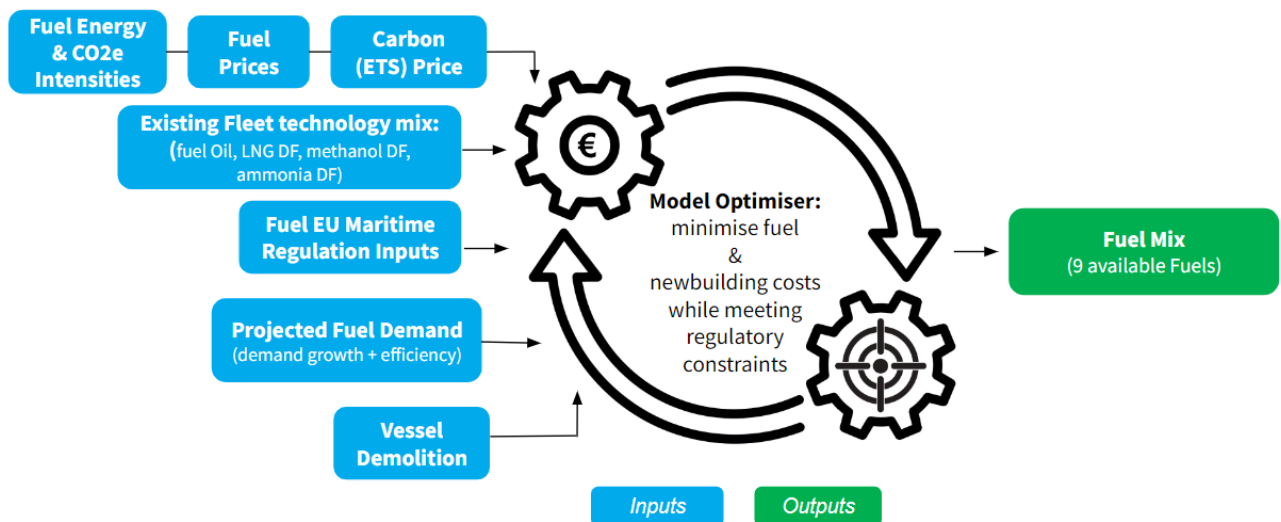 Fuel Energy
& CO2e
Intensities
Fuel
Prices
Carbon
(ETS) Price
Existing Fleet technology mix:
(fuel Oil, LNG DF, methanol DF,
ammonia DF)
Fuel EU Maritime
Regulation Inputs
Projected Fuel Demand
(demand growth + efficiency)
Vessel
Demolition
€
Model Optimiser:
minimise fuel
&
newbuilding costs
while meeting
regulatory
constraints
Fuel Mix
(9 available Fuels)
Inputs
Outputs